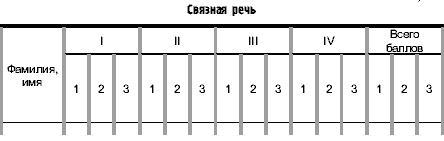 Связная речь
Фамилия, имя I II III IV Всего баллов
1 2 3 1 2 3 1 2 3 1 2 3 1 2 3